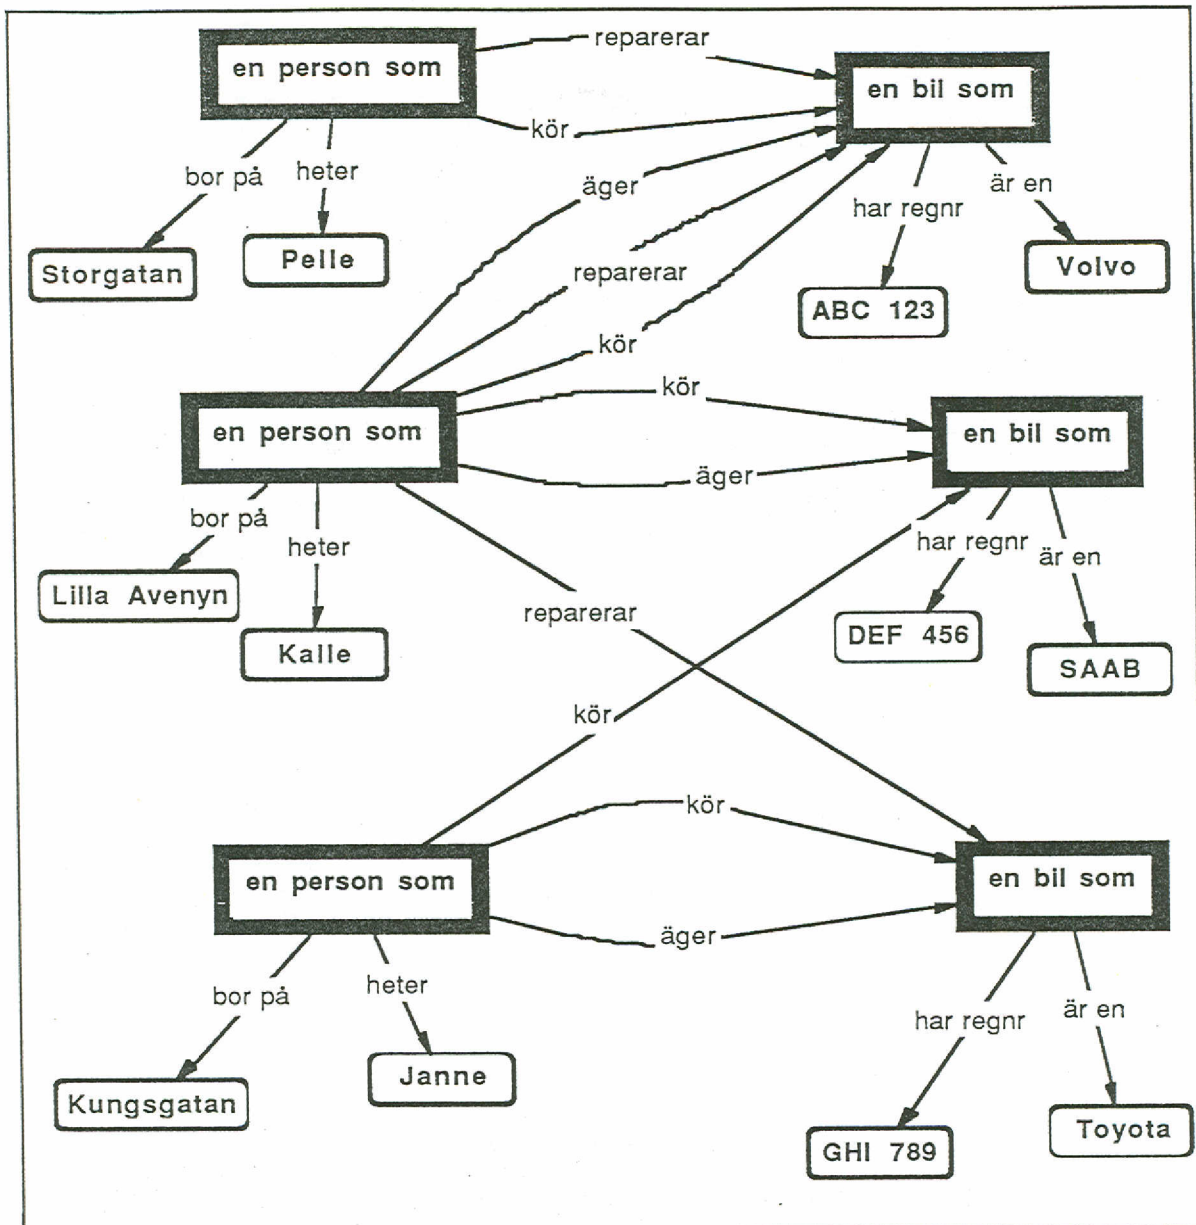 reparerar
en person som
en bil som
kör
bor på
heter
äger
är en
har regnr
Storgatan
Pelle
Volvo
reparerar
ABC 123
kör
kör
en person som
en bil som
äger
bor på
heter
har regnr
är en
Lilla Avenyn
reparerar
DEF 456
Kalle
SAAB
kör
kör
en person som
en bil som
äger
bor på
heter
har regnr
är en
Janne
Kungsgatan
Toyota
GHI 789